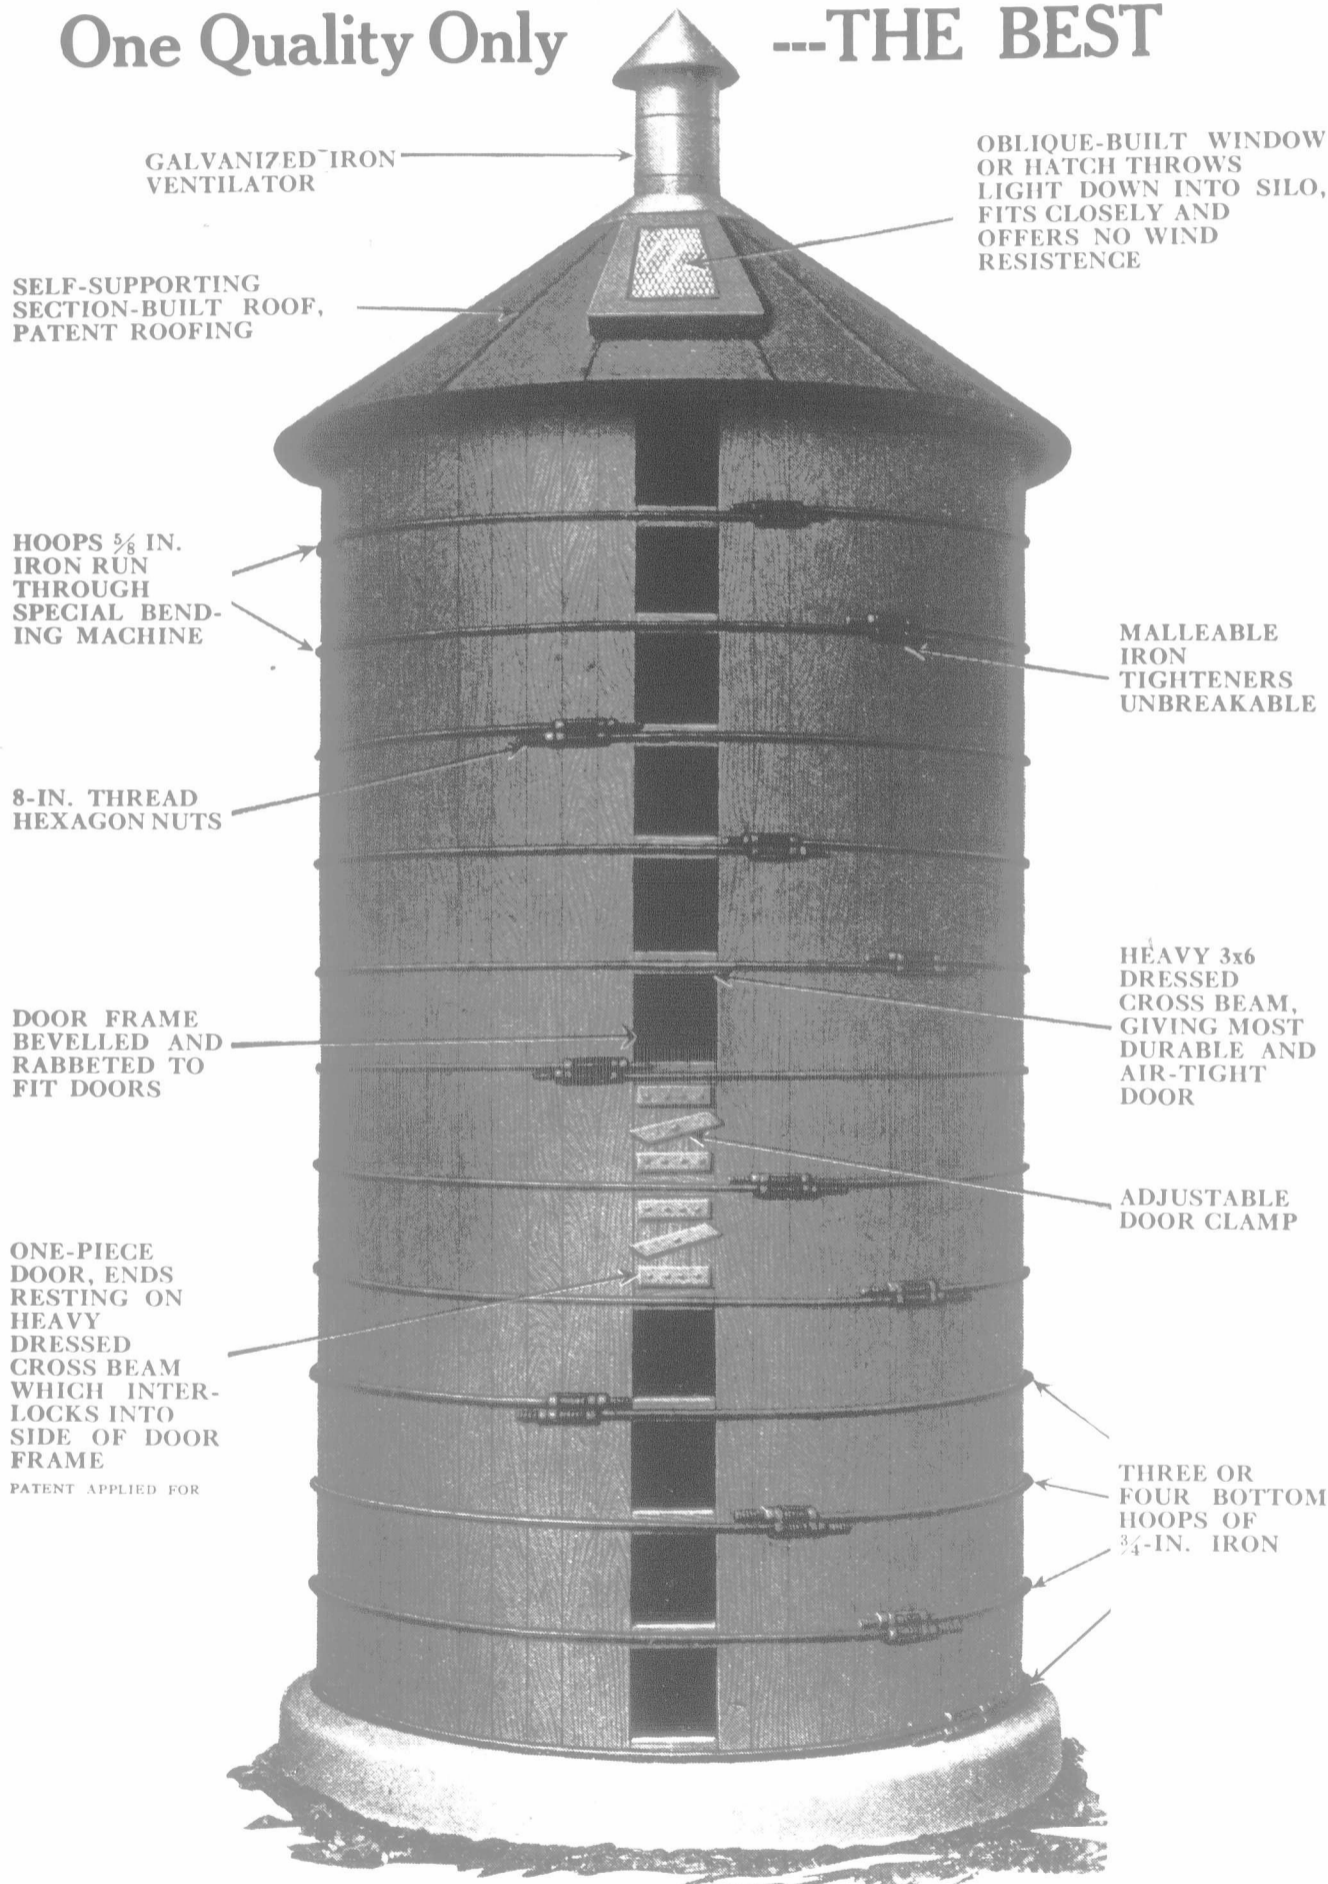 One Quality Only ---THE BEST
GALVANIZED IRON
VENTILATOR
OBLIQUE-BUILT WINDOW
OR HATCH THROWS
LIGHT DOWN INTO SILO,
FITS CLOSELY AND
OFFERS NO WIND
RESISTENCE
SELF-SUPPORTING
SECTION-BUILT ROOF,
PATENT ROOFING
HOOPS ⅝ IN.
IRON RUN
THROUGH
SPECIAL BEND-
ING MACHINE
MALLEABLE
IRON
TIGHTENERS
UNBREAKABLE
8-IN. THREAD
HEXAGON NUTS
HEAVY 3x6
DRESSED
CROSS BEAM,
GIVING MOST
DURABLE AND
AIR-TIGHT
DOOR
DOOR FRAME
BEVELLED AND
RABBETED TO
FIT DOORS
ADJUSTABLE
DOOR CLAMP
ONE-PIECE
DOOR, ENDS
RESTING ON
HEAVY
DRESSED
CROSS BEAM
WHICH INTER-
LOCKS INTO
SIDE OF DOOR
FRAME
PATENT APPLIED FOR
THREE OR
FOUR BOTTOM
HOOPS OF
¾-IN. IRON